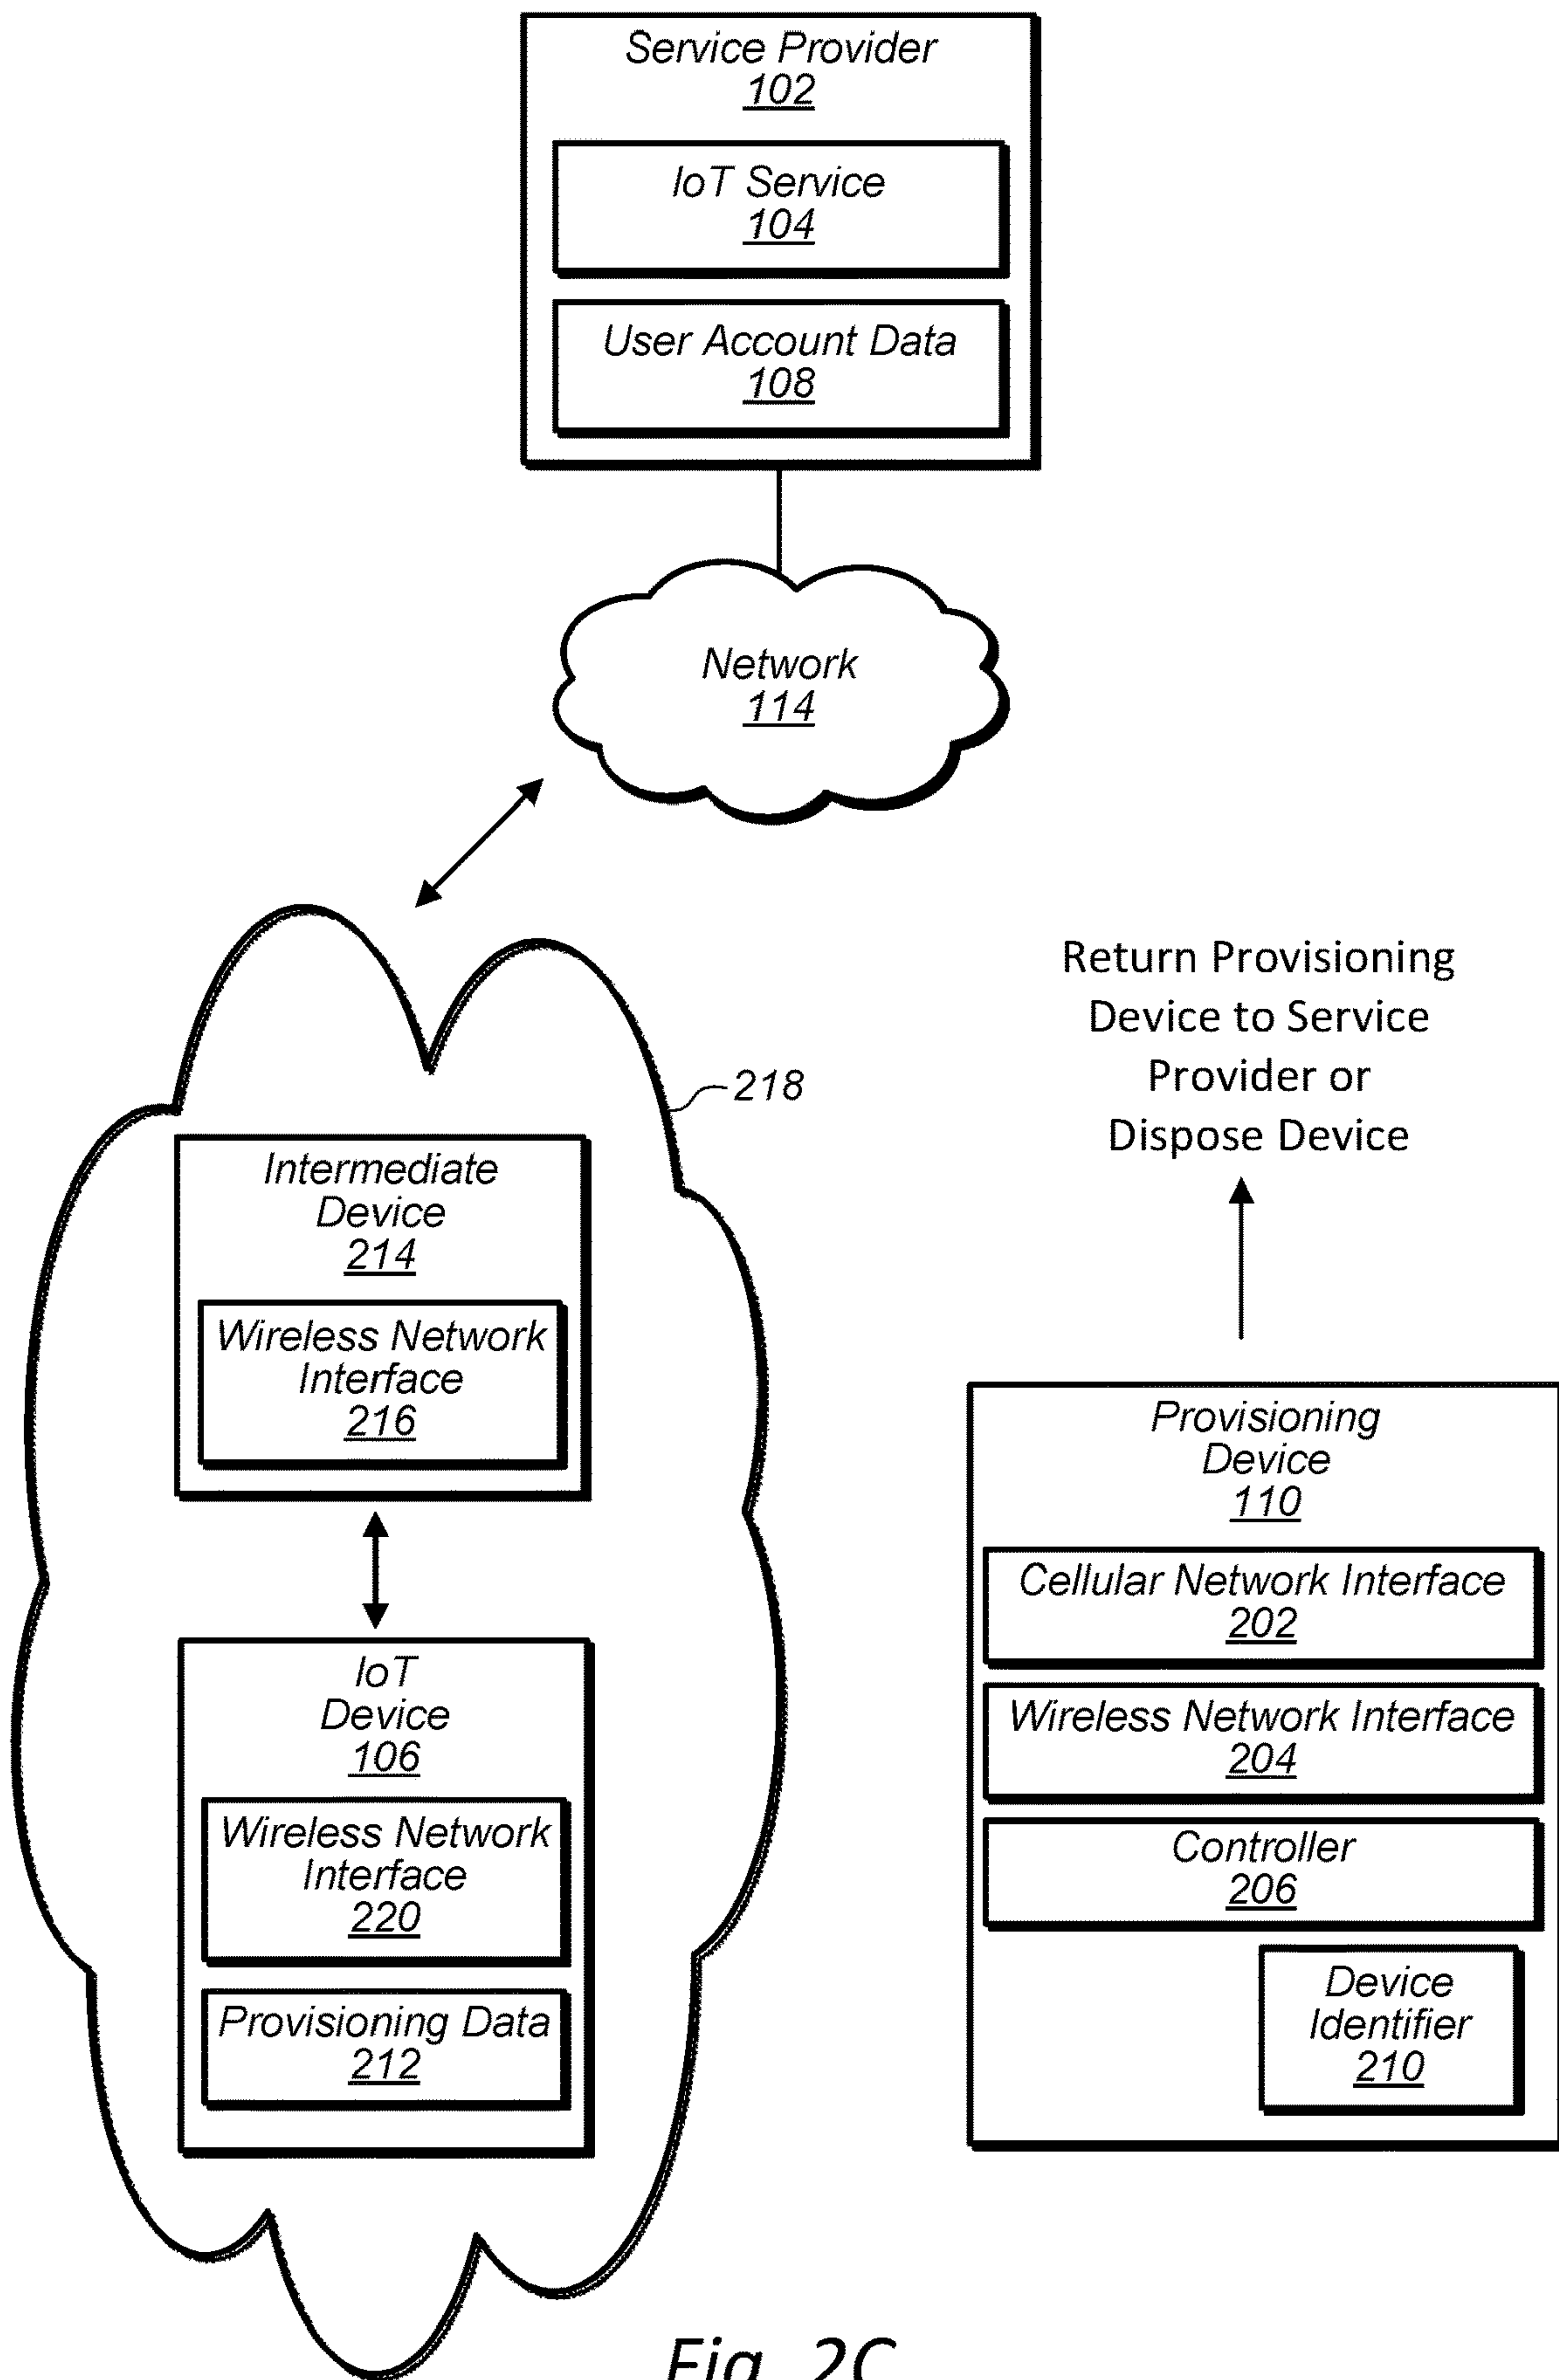 Service Provider
102
IoT Service
104
User Account Data
108
Network
114
Return Provisioning
Device to Service
Provider or
Dispose Device
218
Intermediate
Device
214
Wireless Network
Interface
216
IoT
Device
106
Wireless Network
Interface
220
Provisioning Data
212
Provisioning
Device
110
Cellular Network Interface
202
Wireless Network Interface
204
Controller
206
Device
Identifier
210
Fig. 2C